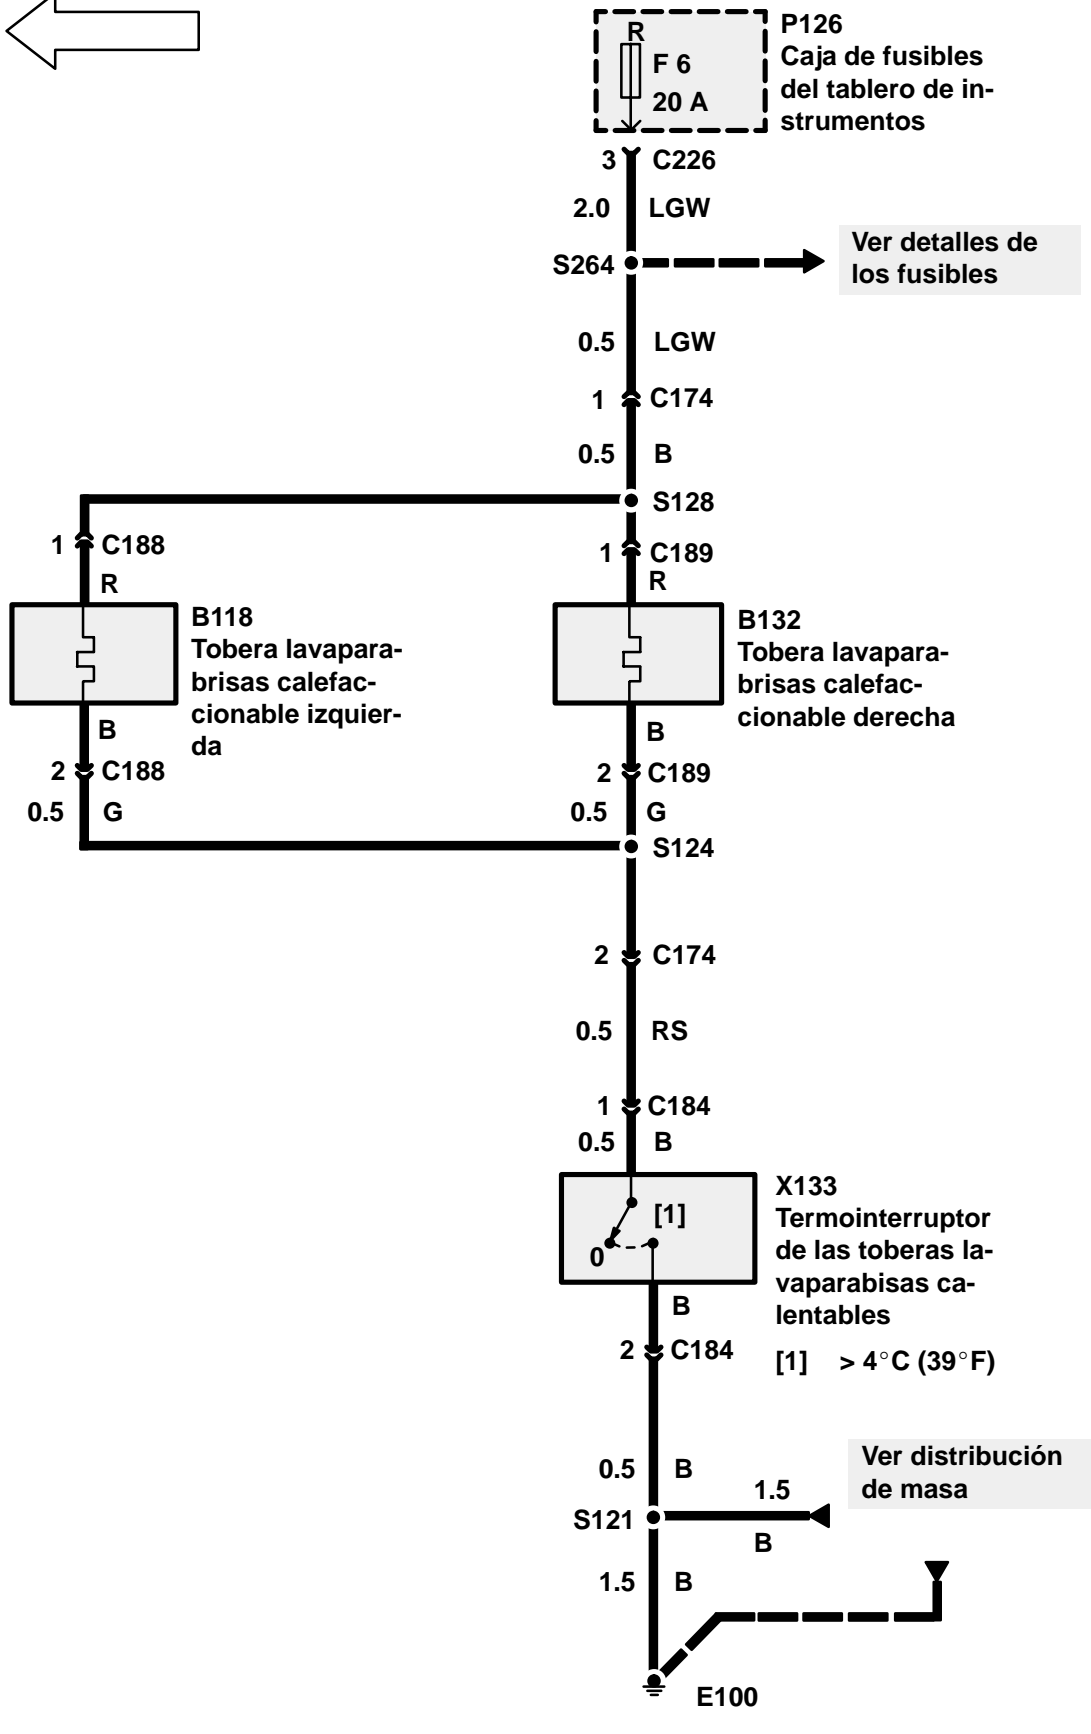 P126
Caja de fusibles
del tablero de in-
strumentos
R
F 6
20 A
3 C226
2.0 LGW
S264
Ver detalles de
los fusibles
0.5 LGW
1 C174
0.5 B
S128
1 C188
R
1 C189
R
B118
Tobera lavapara-
brisas calefac-
cionable izquier-
da
B132
Tobera lavapara-
brisas calefac-
cionable derecha
B
2 C188
0.5 G
B
2 C189
0.5 G
S124
2 C174
0.5 RS
1 C184
0.5 B
[1]
0
X133
Termointerruptor
de las toberas la-
vaparabisas ca-
lentables
[1] > 4°C (39°F)
B
2 C184
0.5 B
Ver distribución
de masa
1.5
S121
B
1.5 B
E100